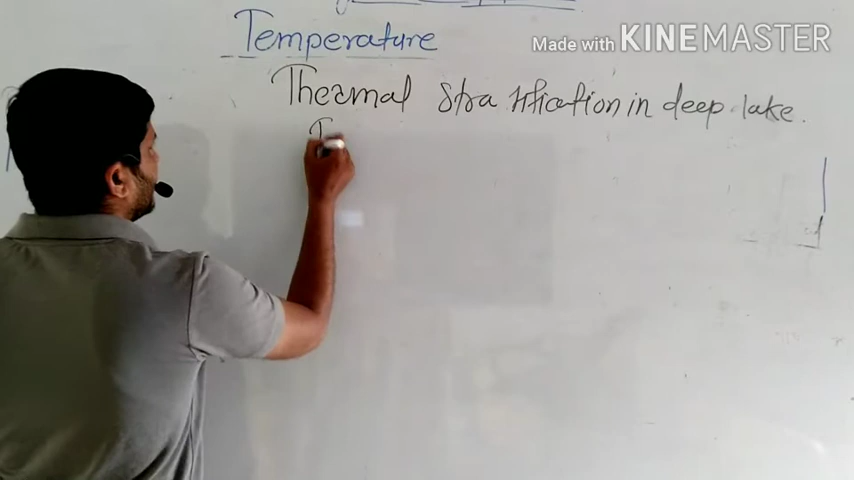 Temperature
Made with KINEMASTER
Thermal Stratification in deep lake.